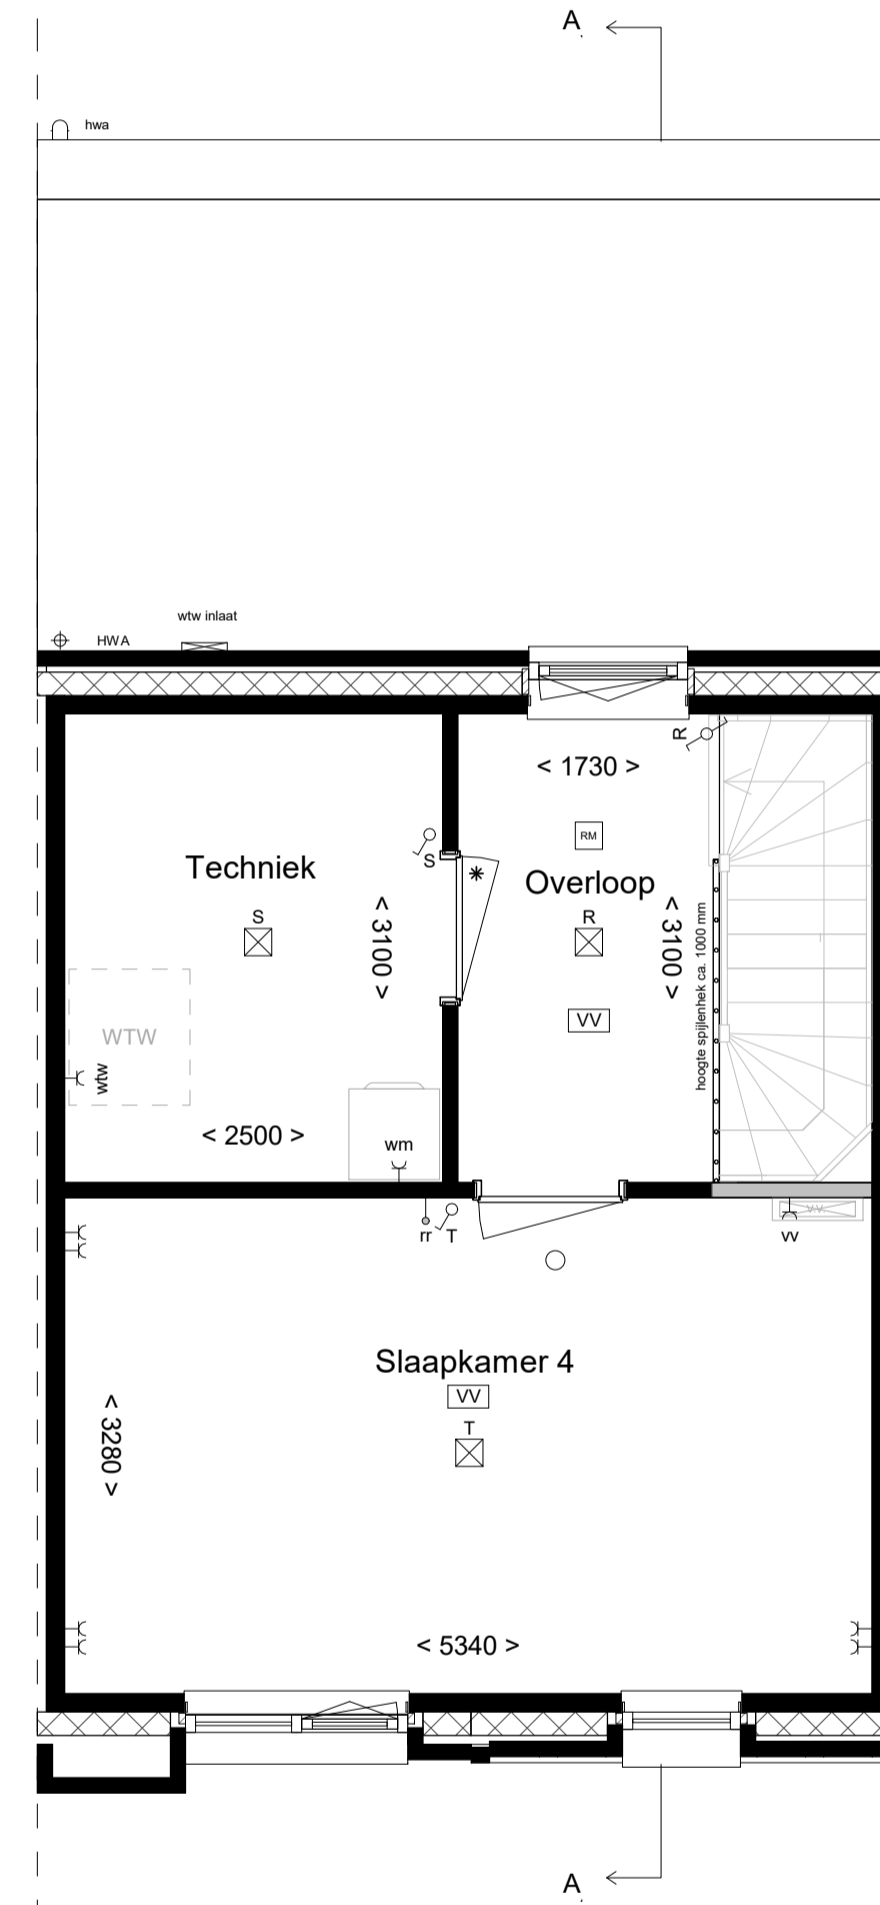 A
hwa
wtw inlaat
HWA
R
< 1730 >
RM
S
Techniek
Overloop
S
R
< 3100 >
< 3100 >
hoogte spijlenhek ca. 1000 mm
VV
WTW
wtw
< 2500 >
wm
rr
T
VV
vv
Slaapkamer 4
VV
T
< 3280 >
< 5340 >
A